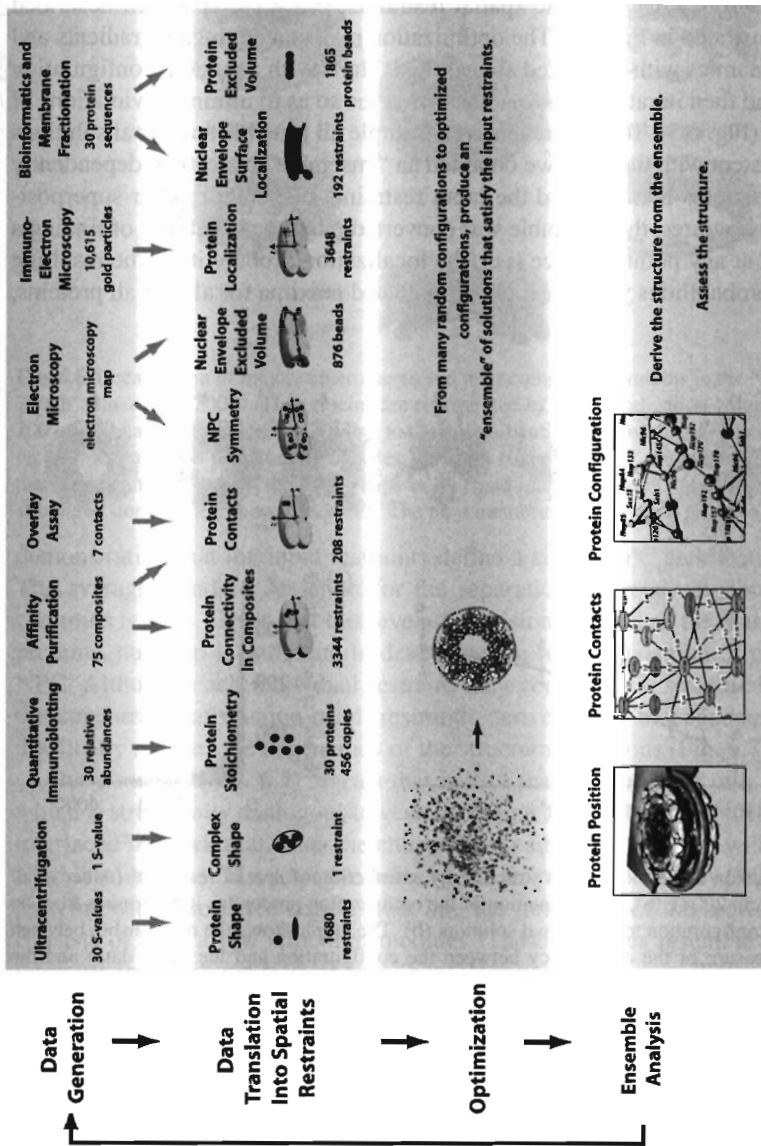 Data
Generation
Ultracentrifugation
30 S-values
1 S-value
Quantitative
Immunoblotting
30 relative
abundances
Affinity
Purification
75 composites
Overlay
Assay
7 contacts
Electron
Microscopy
electron microscopy
map
Immuno-
Electron
Microscopy
10,615
gold particles
Bioinformatics and
Membrane
Fractionation
30 protein
sequences
Data
Translation
Into Spatial
Restraints
Protein
Shape
1680
restraints
Complex
Shape
1 restraint
Protein
Stoichiometry
30 proteins
456 copies
Protein
Connectivity
In Composites
3344 restraints
Protein
Contacts
208 restraints
NPC
Symmetry
Nuclear
Envelope
Excluded
Volume
876 beads
Protein
Localization
3648
restraints
Nuclear
Envelope
Surface
Localization
192 restraints
Protein
Excluded
Volume
1865
protein beads
Optimization
From many random configurations to optimized
configurations, produce an
"ensemble" of solutions that satisfy the input restraints.
Ensemble
Analysis
Protein Position
Protein Contacts
Protein Configuration
Derive the structure from the ensemble.
Assess the structure.